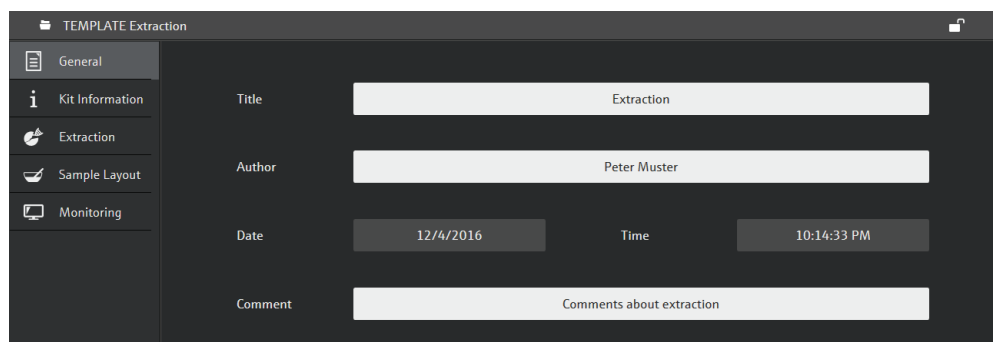 TEMPLATE Extraction
General
Kit Information
Extraction
Sample Layout
Monitoring
Title Extraction
Author Peter Muster
Date 12/4/2016 Time 10:14:33 PM
Comment Comments about extraction